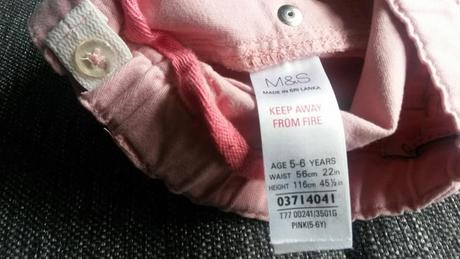 M&S
MADE IN SRI LANKA
KEEP AWAY
FROM FIRE
AGE 5-6 YEARS
WAIST 56cm 22in
HEIGHT 116cm 45½in
03714041
T77 00241/3501G
PINK(5-6Y)